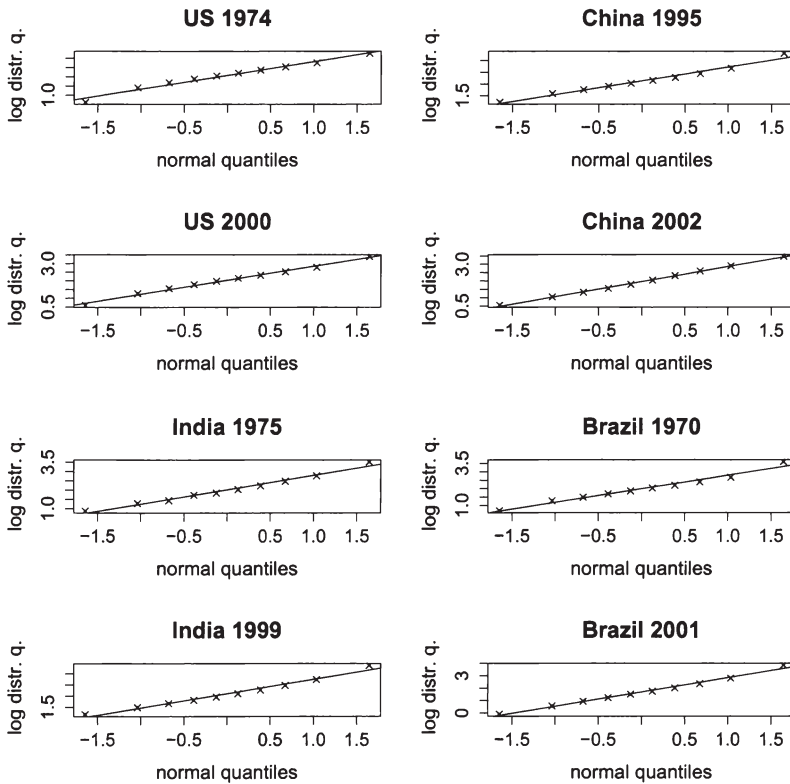 US 1974
log distr. q.
1.0
−1.5 −0.5 0.5 1.0 1.5
normal quantiles
China 1995
log distr. q.
1.5
−1.5 −0.5 0.5 1.0 1.5
normal quantiles
US 2000
log distr. q.
0.5 3.0
−1.5 −0.5 0.5 1.0 1.5
normal quantiles
China 2002
log distr. q.
0.5 3.0
−1.5 −0.5 0.5 1.0 1.5
normal quantiles
India 1975
log distr. q.
1.0 3.5
−1.5 −0.5 0.5 1.0 1.5
normal quantiles
Brazil 1970
log distr. q.
1.0 3.5
−1.5 −0.5 0.5 1.0 1.5
normal quantiles
India 1999
log distr. q.
1.5
−1.5 −0.5 0.5 1.0 1.5
normal quantiles
Brazil 2001
log distr. q.
0 3
−1.5 −0.5 0.5 1.0 1.5
normal quantiles